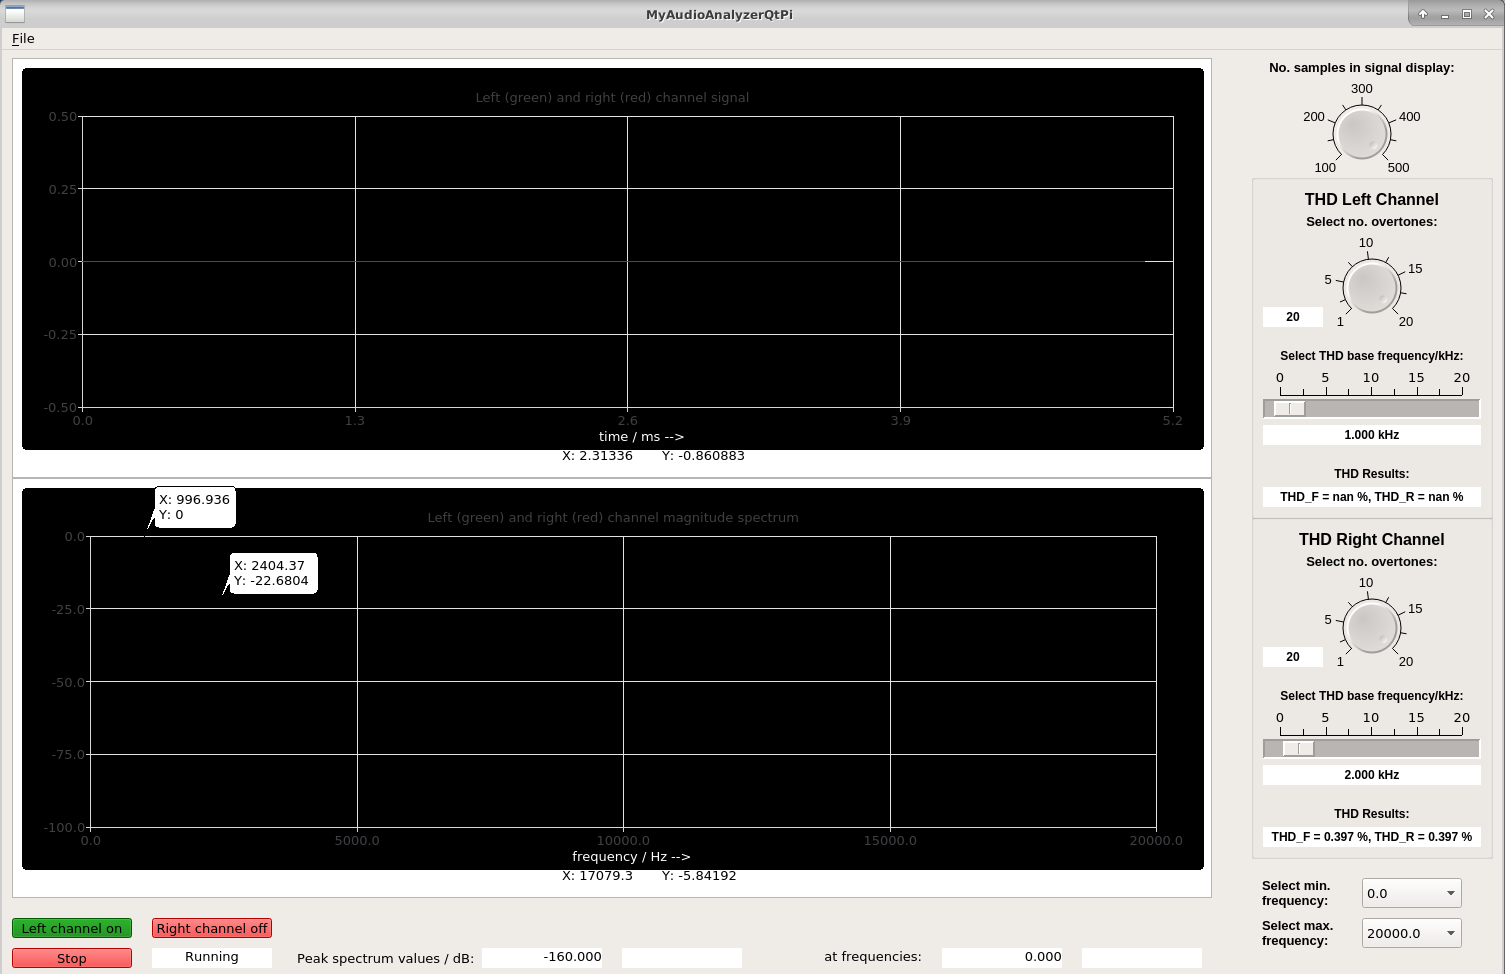 MyAudioAnalyzerQtPi
File
Left (green) and right (red) channel signal
0.50
0.25
0.00
-0.25
-0.50
0.0 1.3 2.6 3.9 5.2
time / ms -->
X: 2.31336 Y: -0.860883
X: 996.936
Y: 0
Left (green) and right (red) channel magnitude spectrum
X: 2404.37
Y: -22.6804
0.0
-25.0
-50.0
-75.0
-100.0
0.0 5000.0 10000.0 15000.0 20000.0
frequency / Hz -->
X: 17079.3 Y: -5.84192
No. samples in signal display:
300
200 400
100 500
THD Left Channel
Select no. overtones:
10
5 15
20 1 20
Select THD base frequency/kHz:
0 5 10 15 20
1.000 kHz
THD Results:
THD_F = nan %, THD_R = nan %
THD Right Channel
Select no. overtones:
10
5 15
20 1 20
Select THD base frequency/kHz:
0 5 10 15 20
2.000 kHz
THD Results:
THD_F = 0.397 %, THD_R = 0.397 %
Select min.
frequency: 0.0
Select max.
frequency: 20000.0
Left channel on Right channel off
Stop Running Peak spectrum values / dB: -160.000 at frequencies: 0.000